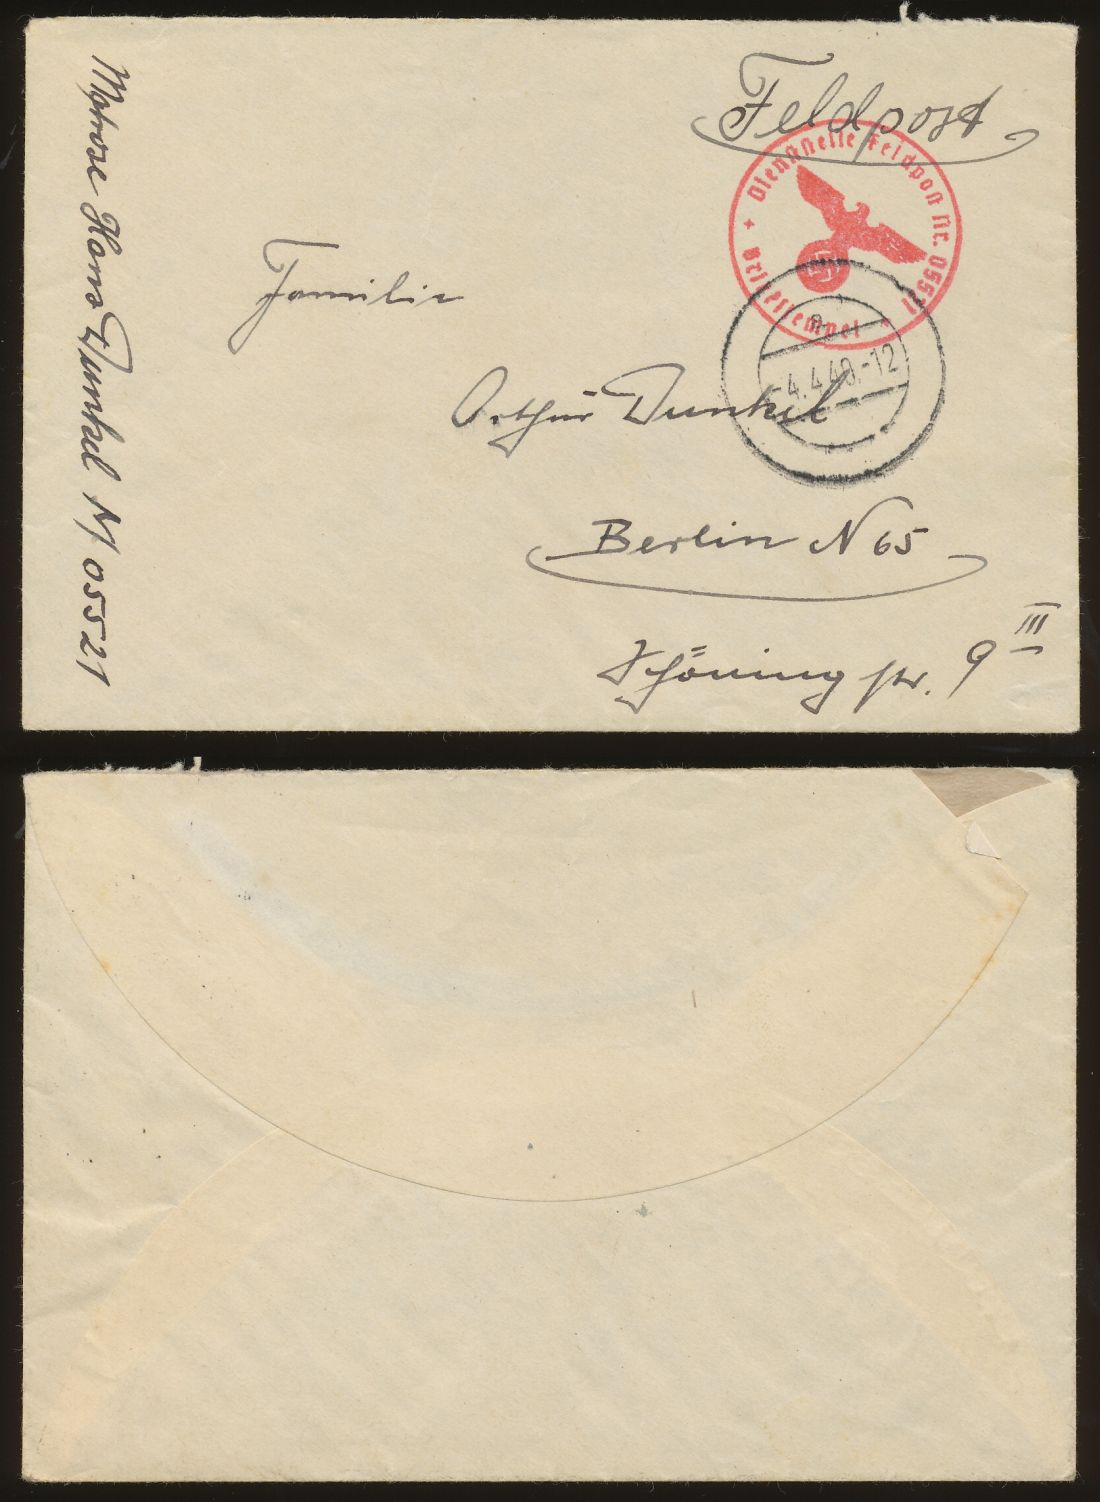 Feldpost
Dienststelle Feldpost Nr. 05521
Briefstempel
-4.4.40.-12
Familie
Arthur Dunkel
Berlin N 65
Schöningstr. 9 III
Matrose Hans Dunkel M/05521